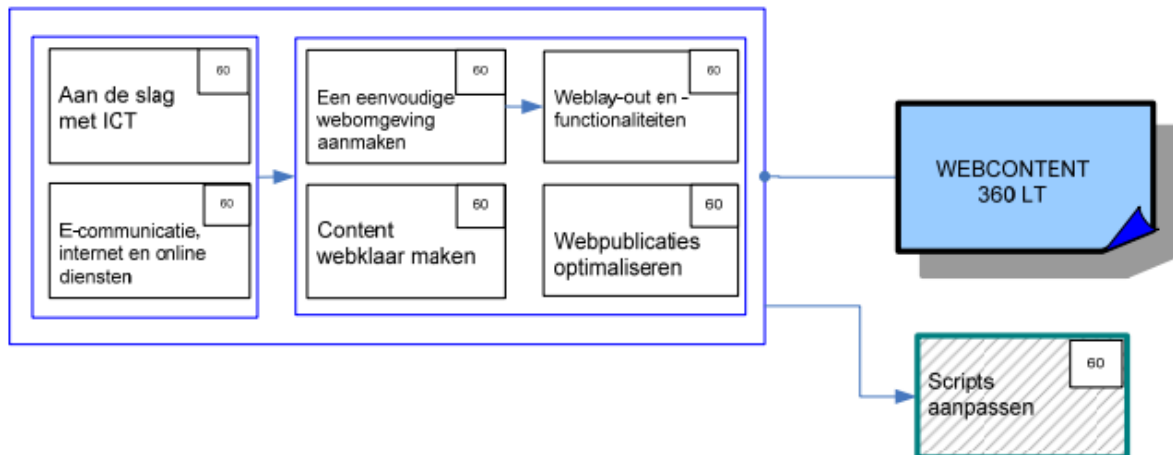 60
Aan de slag
met ICT
60
E-communicatie,
internet en online
diensten
60
Een eenvoudige
webomgeving
aanmaken
60
Weblay-out en -
functionaliteiten
60
Content
webklaar maken
60
Webpublicaties
optimaliseren
WEBCONTENT
360 LT
60
Scripts
aanpassen